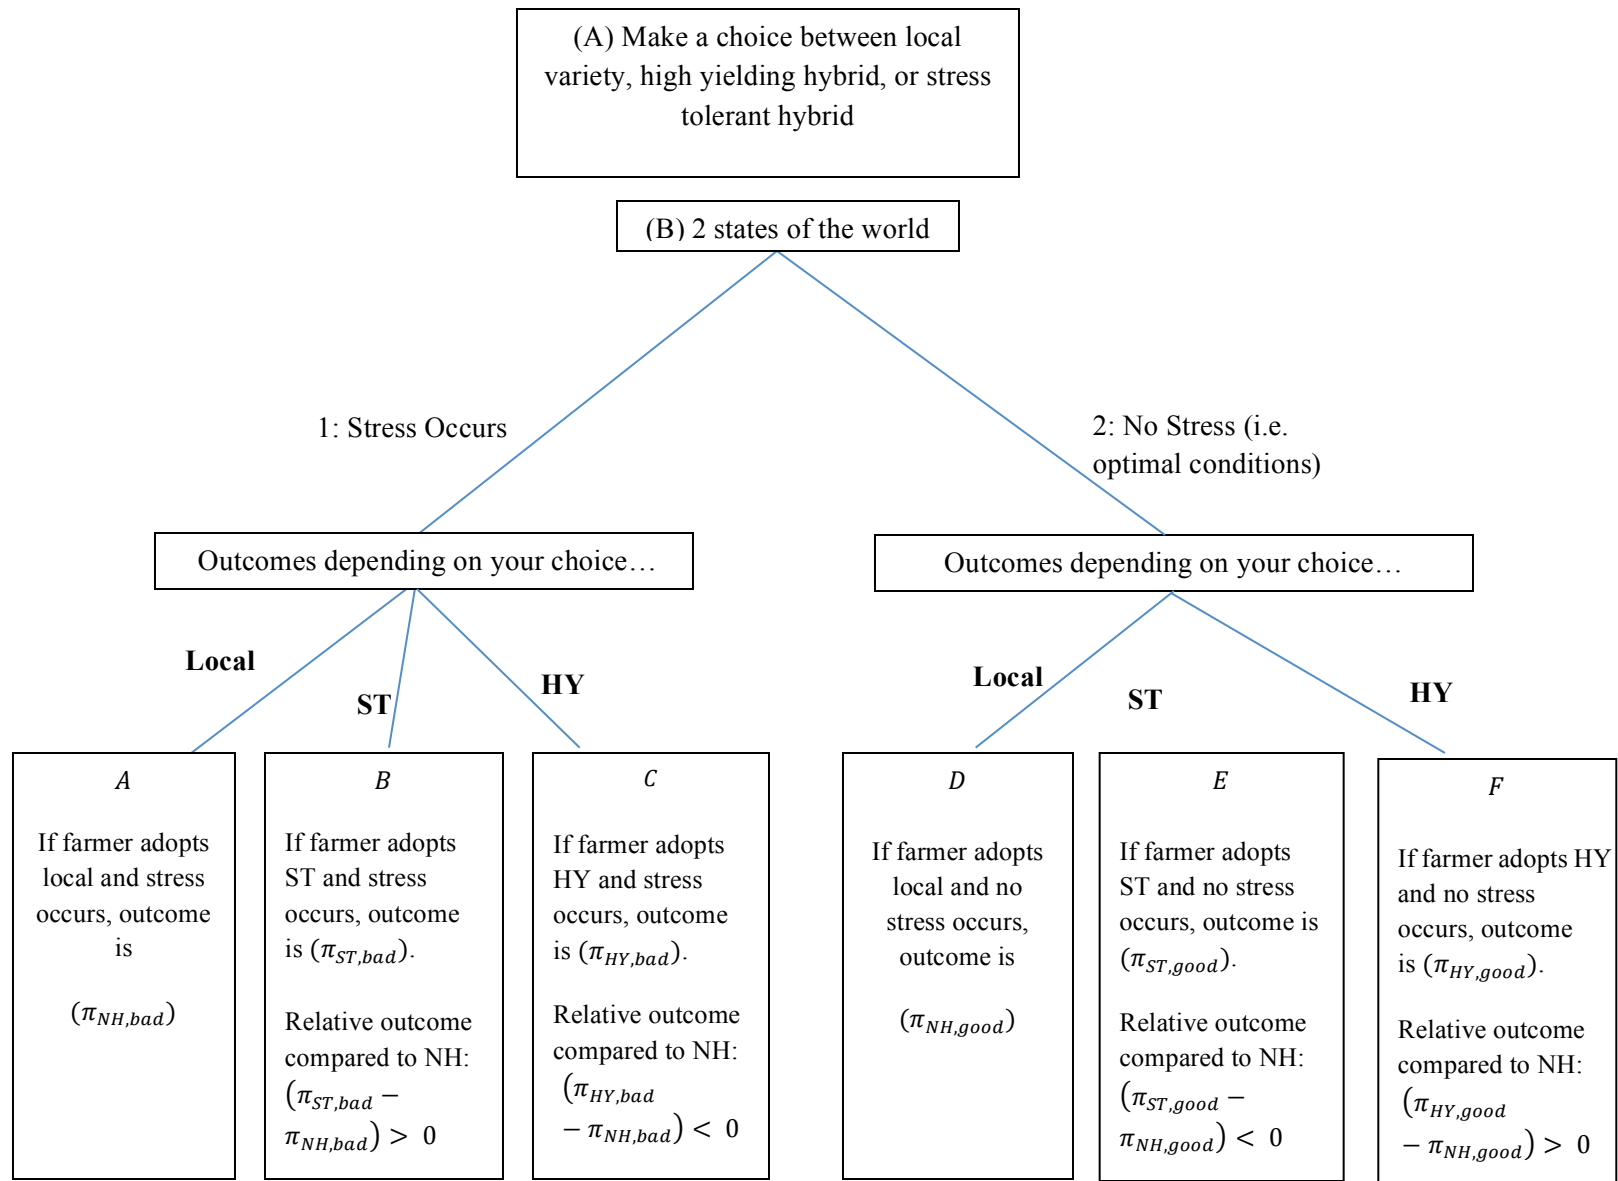 (A) Make a choice between local
variety, high yielding hybrid, or stress
tolerant hybrid
(B) 2 states of the world
1: Stress Occurs
2: No Stress (i.e.
optimal conditions)
Outcomes depending on your choice…
Outcomes depending on your choice…
Local
ST
HY
Local
ST
HY
A
If farmer adopts
local and stress
occurs, outcome
is
(π_{NH,bad})
B
If farmer adopts
ST and stress
occurs, outcome
is (π_{ST,bad}).
Relative outcome
compared to NH:
(π_{ST,bad} −
π_{NH,bad}) > 0
C
If farmer adopts
HY and stress
occurs, outcome
is (π_{HY,bad}).
Relative outcome
compared to NH:
(π_{HY,bad}
− π_{NH,bad}) < 0
D
If farmer adopts
local and no
stress occurs,
outcome is
(π_{NH,good})
E
If farmer adopts
ST and no stress
occurs, outcome is
(π_{ST,good}).
Relative outcome
compared to NH:
(π_{ST,good} −
π_{NH,good}) < 0
F
If farmer adopts HY
and no stress
occurs, outcome
is (π_{HY,good}).
Relative outcome
compared to NH:
(π_{HY,good}
− π_{NH,good}) > 0